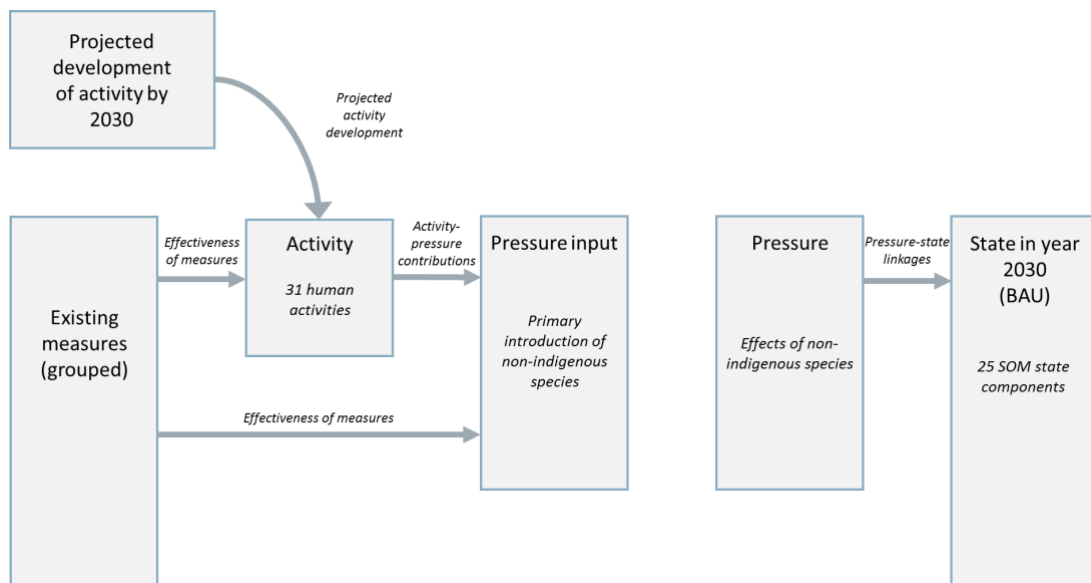 Projected
development
of activity by
2030
Projected
activity
development
Existing
measures
(grouped)
Effectiveness
of measures
Activity
31 human
activities
Activity-
pressure
contributions
Effectiveness of measures
Pressure input
Primary
introduction of
non-indigenous
species
Pressure
Effects of non-
indigenous species
Pressure-state
linkages
State in year
2030
(BAU)
25 SOM state
components